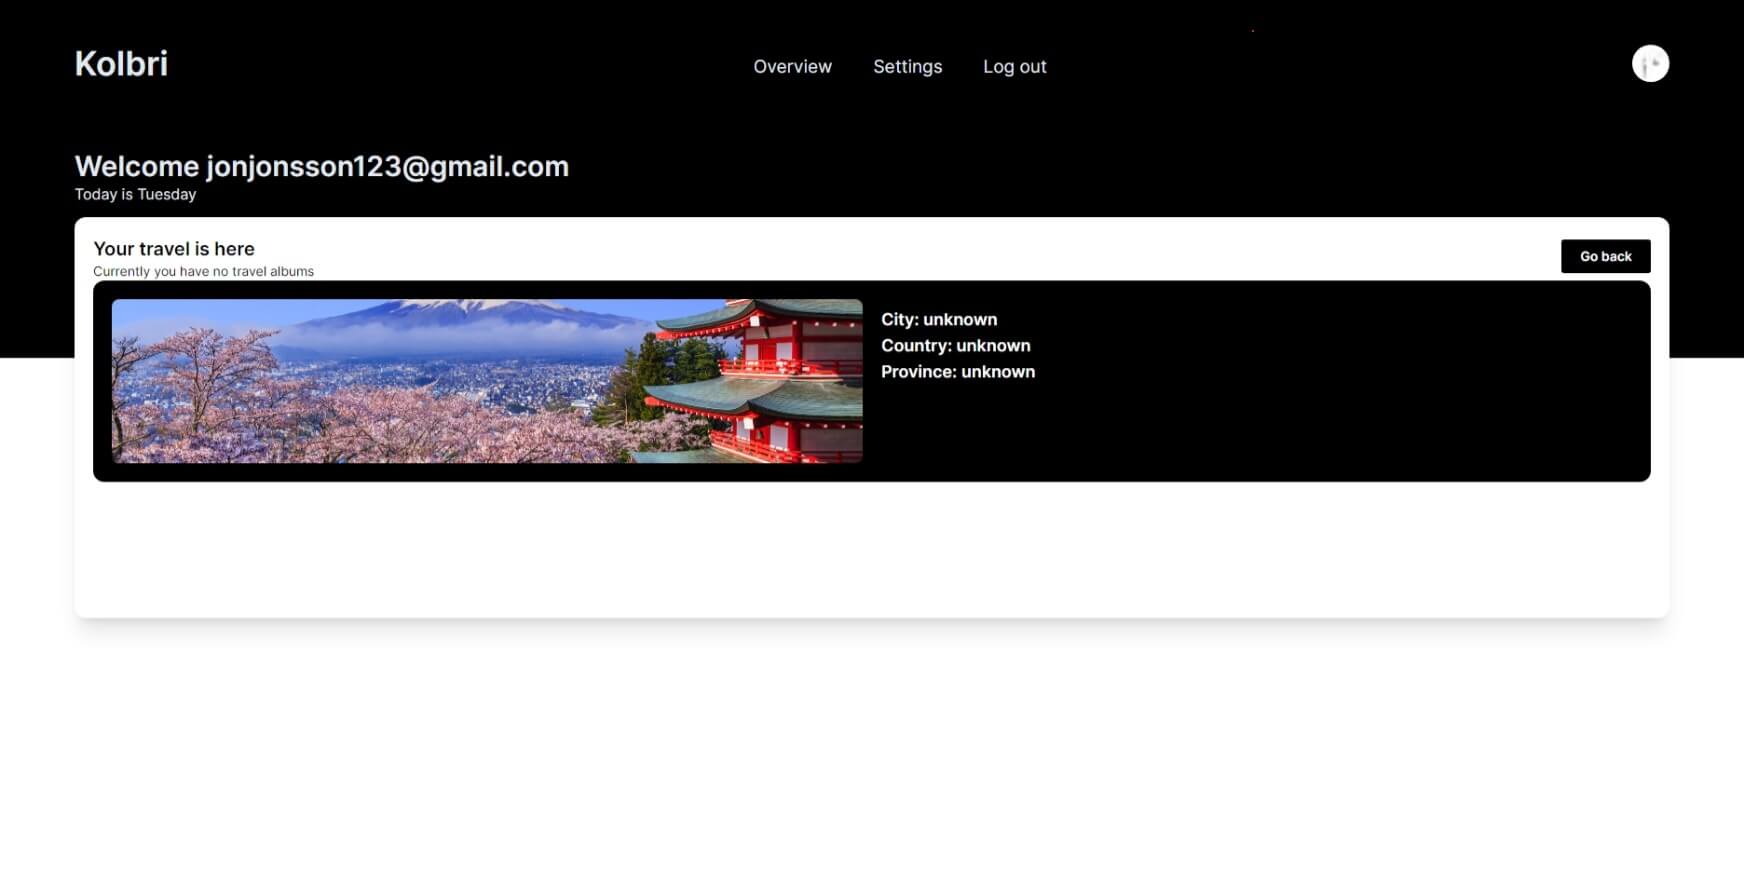 Kolbri
Overview Settings Log out
Welcome jonjonsson123@gmail.com
Today is Tuesday
Your travel is here
Currently you have no travel albums
Go back
City: unknown
Country: unknown
Province: unknown